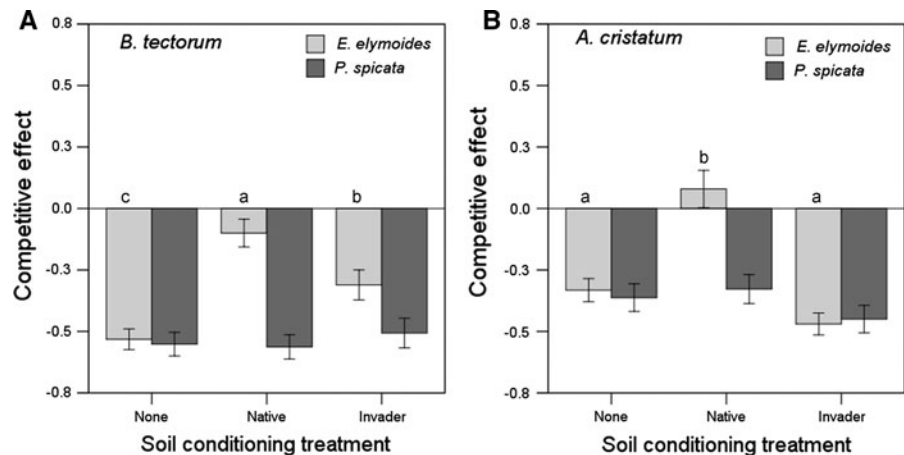 A
B. tectorum
E. elymoides
P. spicata
0.8
0.5
0.3
0.0
-0.3
-0.5
-0.8
Competitive effect
c
a
b
None
Native
Invader
Soil conditioning treatment
B
A. cristatum
E. elymoides
P. spicata
0.8
0.5
0.3
0.0
-0.3
-0.5
-0.8
Competitive effect
a
b
a
None
Native
Invader
Soil conditioning treatment